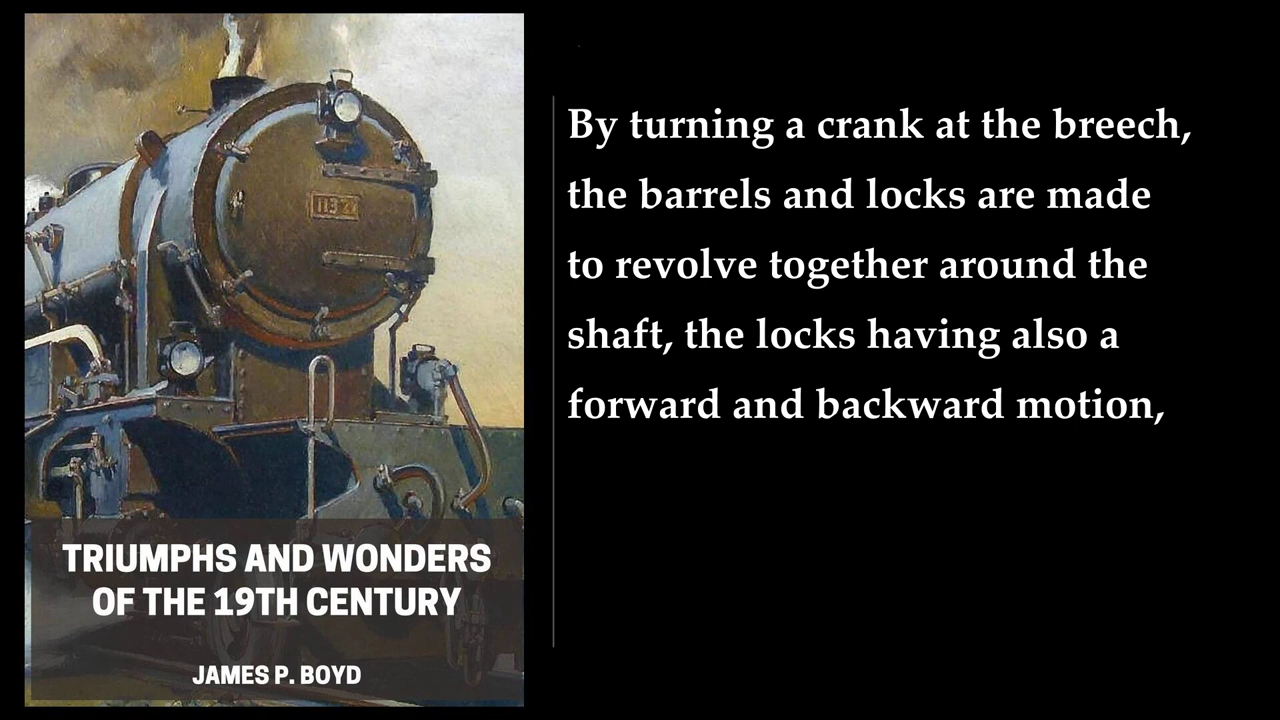 TRIUMPHS AND WONDERS
OF THE 19TH CENTURY
JAMES P. BOYD
By turning a crank at the breech,
the barrels and locks are made
to revolve together around the
shaft, the locks having also a
forward and backward motion,